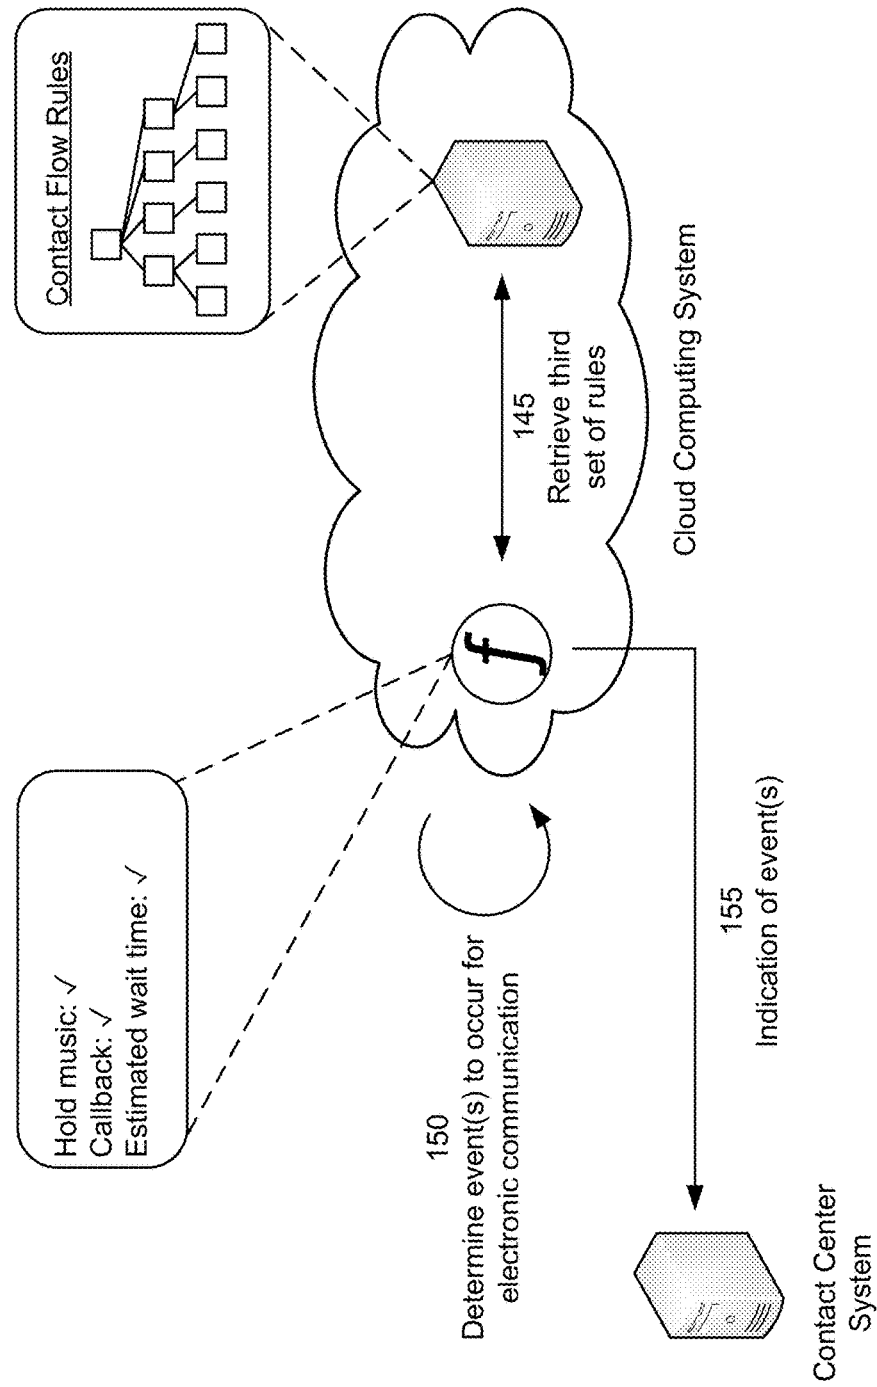 Hold music: ✓
Callback: ✓
Estimated wait time: ✓
Contact Flow Rules
150
Determine event(s) to occur for
electronic communication
f
145
Retrieve third
set of rules
Cloud Computing System
155
Indication of event(s)
Contact Center
System